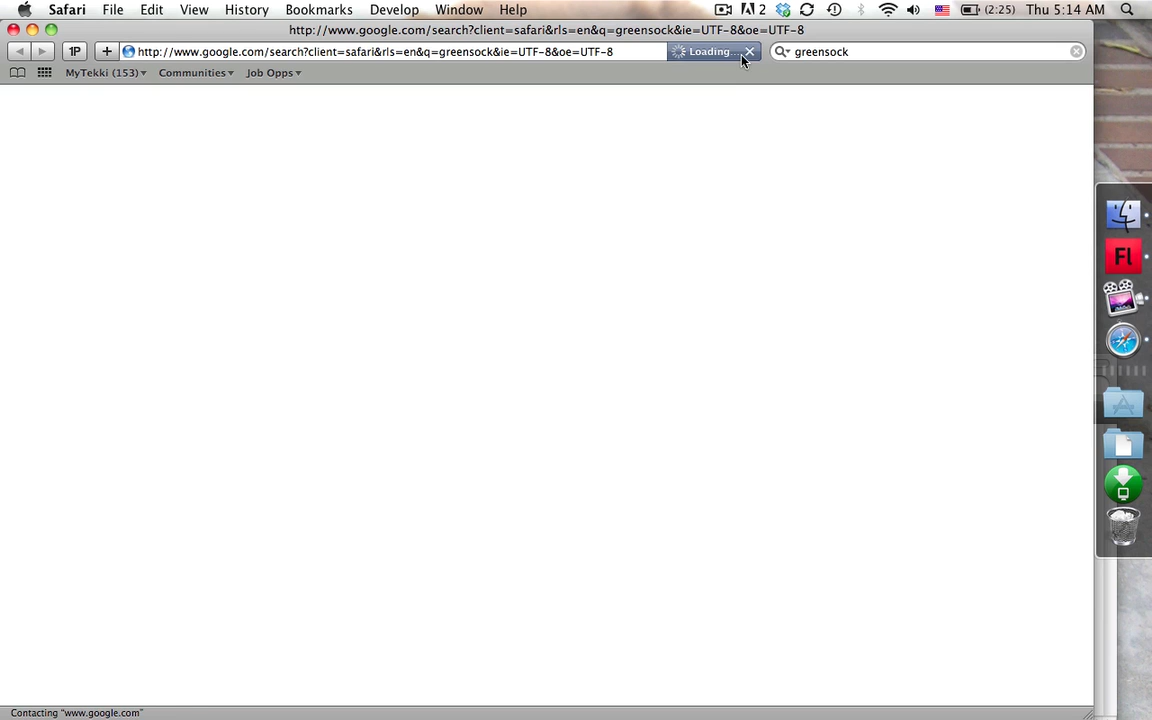 Safari File Edit View History Bookmarks Develop Window Help 2 (2:25) Thu 5:14 AM
http://www.google.com/search?client=safari&rls=en&q=greensock&ie=UTF-8&oe=UTF-8
1P + http://www.google.com/search?client=safari&rls=en&q=greensock&ie=UTF-8&oe=UTF-8 Loading... greensock
MyTekki (153) Communities Job Opps
Fl
Contacting “www.google.com”